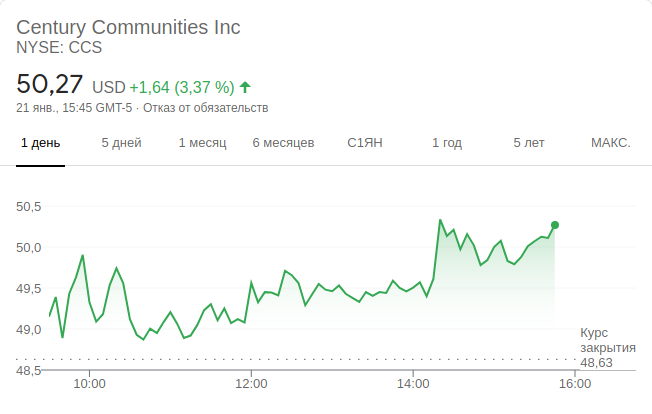 Century Communities Inc
NYSE: CCS
50,27 USD +1,64 (3,37 %)
21 янв., 15:45 GMT-5 · Отказ от обязательств
1 день 5 дней 1 месяц 6 месяцев С1ЯН 1 год 5 лет МАКС.
50,5
50,0
49,5
49,0
Курс
закрытия
48,63
48,5
10:00 12:00 14:00 16:00